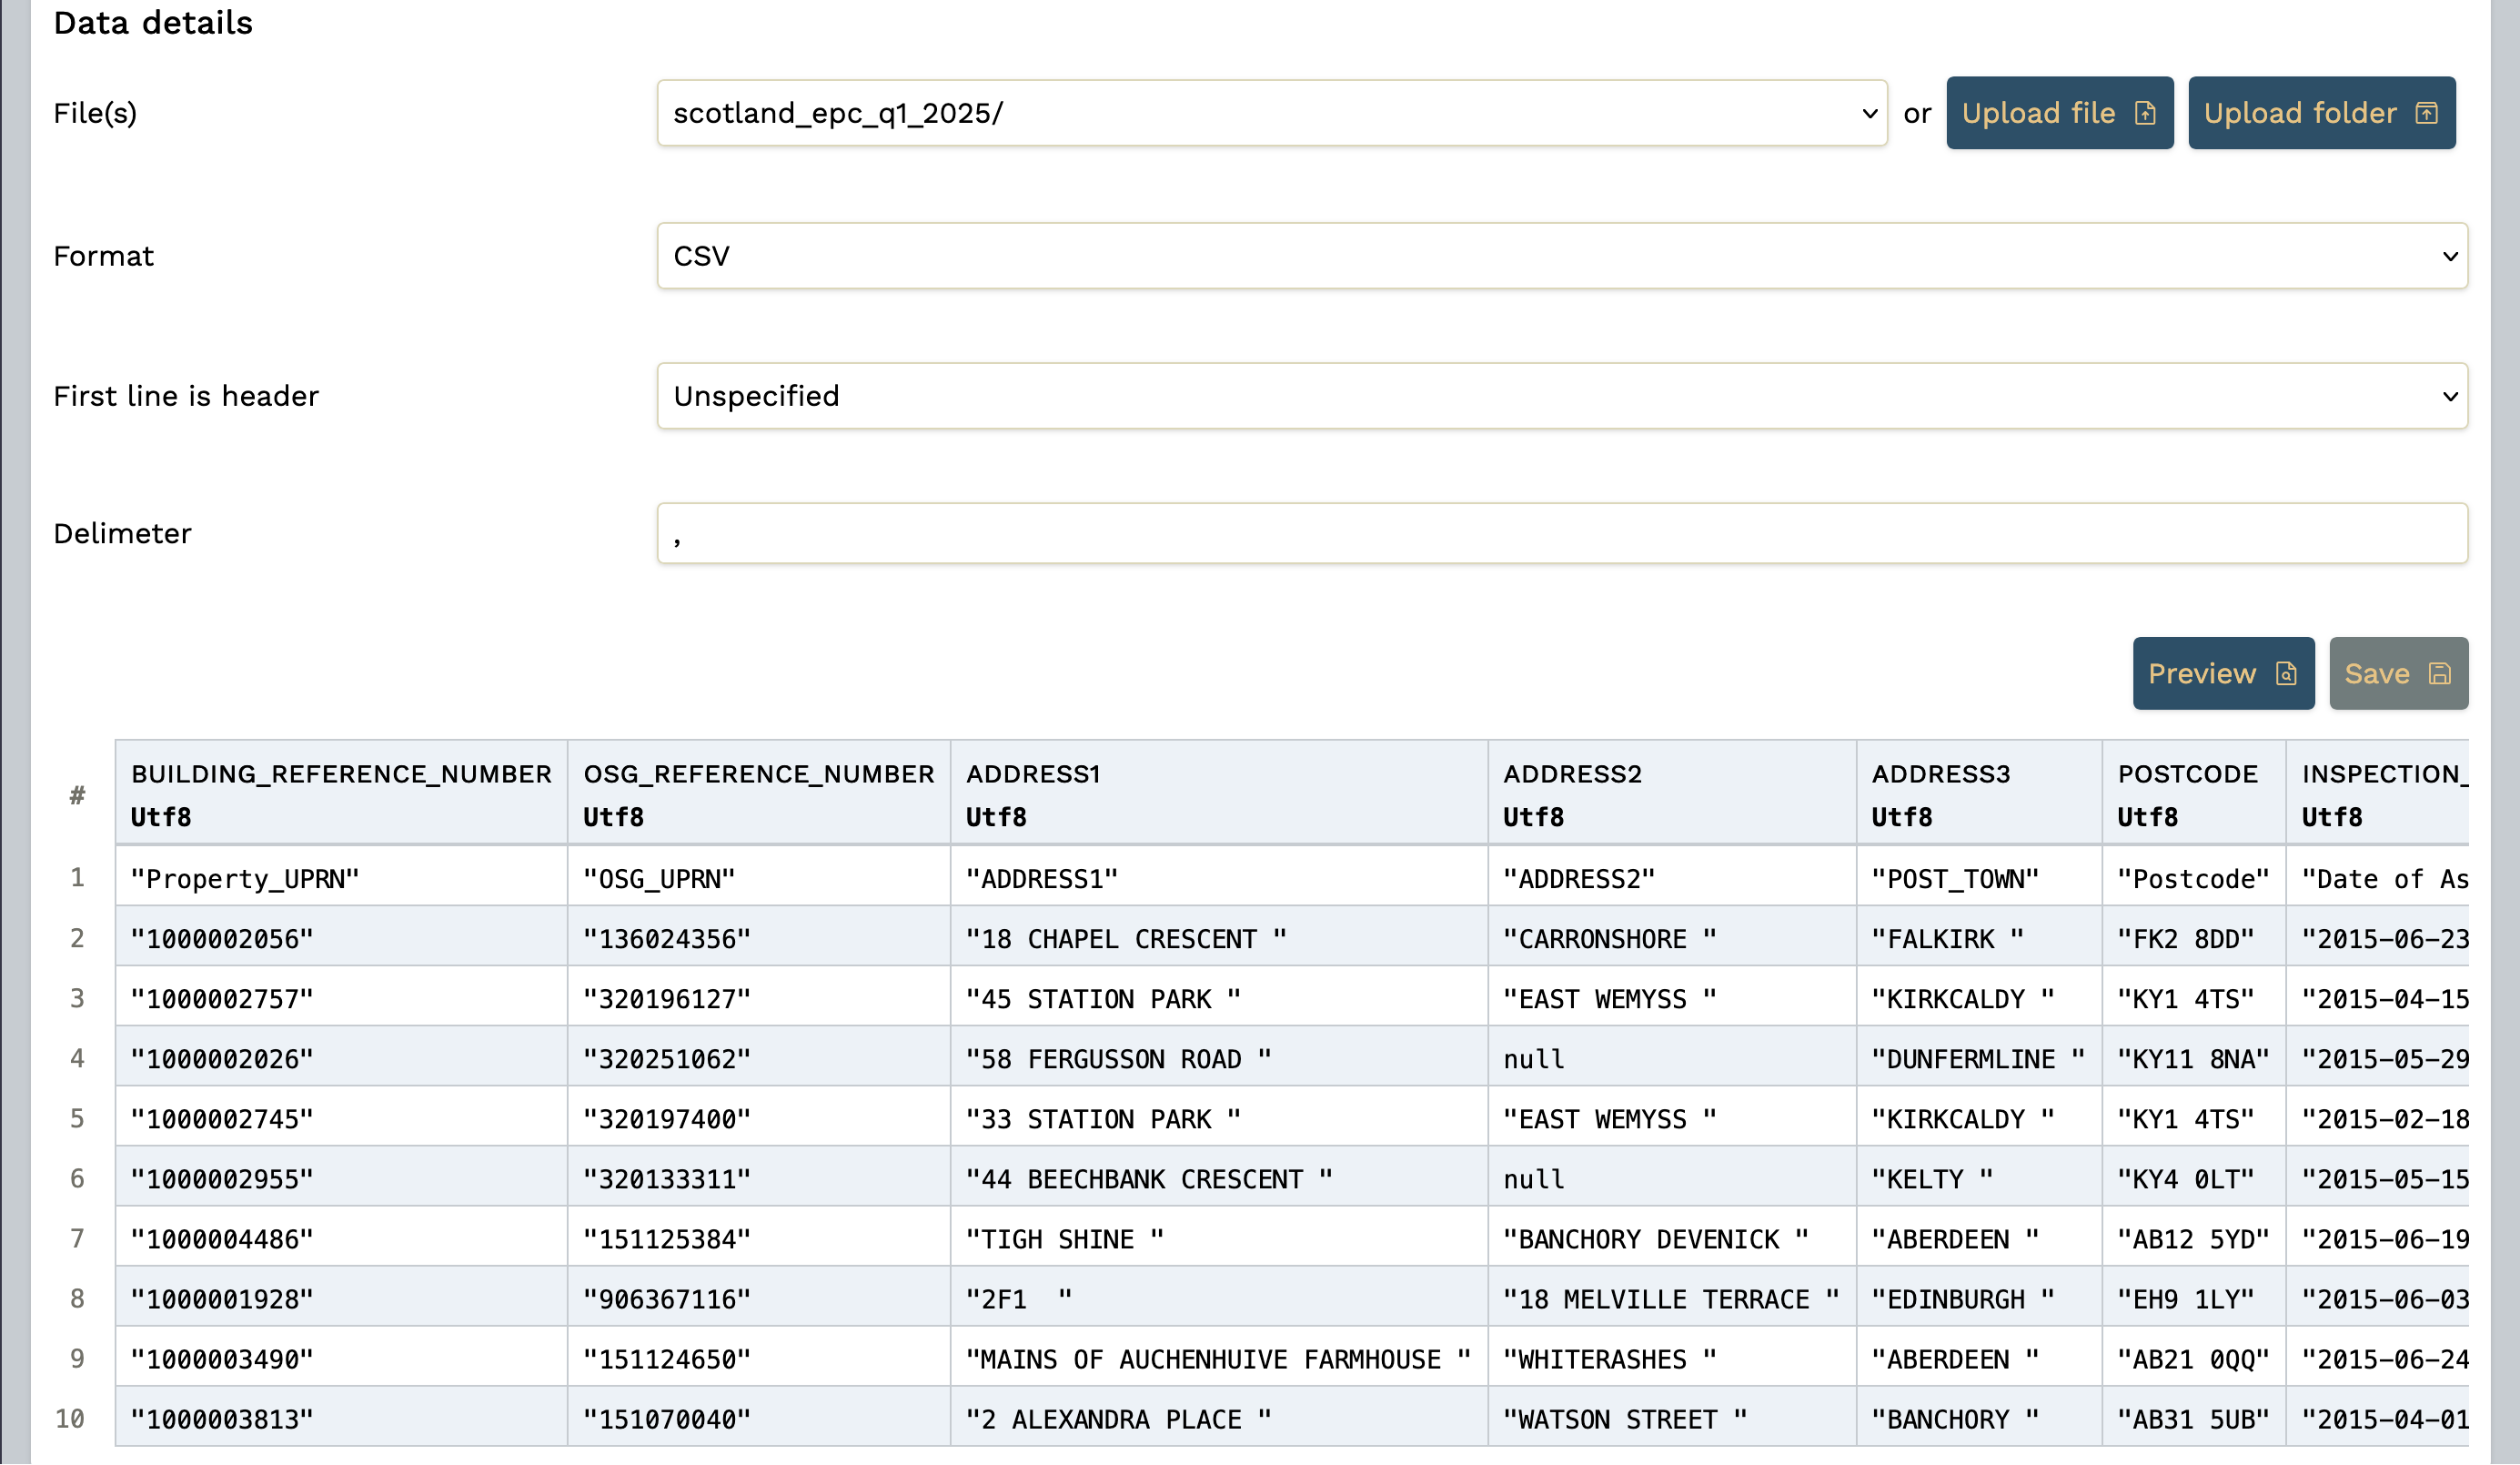 Data details
File(s) scotland_epc_q1_2025/ or Upload file Upload folder
Format CSV
First line is header Unspecified
Delimeter ,
Preview Save
# BUILDING_REFERENCE_NUMBER OSG_REFERENCE_NUMBER ADDRESS1 ADDRESS2 ADDRESS3 POSTCODE INSPECTION_
Utf8 Utf8 Utf8 Utf8 Utf8 Utf8 Utf8
1 "Property_UPRN" "OSG_UPRN" "ADDRESS1" "ADDRESS2" "POST_TOWN" "Postcode" "Date of As
2 "1000002056" "136024356" "18 CHAPEL CRESCENT " "CARRONSHORE " "FALKIRK " "FK2 8DD" "2015-06-23
3 "1000002757" "320196127" "45 STATION PARK " "EAST WEMYSS " "KIRKCALDY " "KY1 4TS" "2015-04-15
4 "1000002026" "320251062" "58 FERGUSSON ROAD " null "DUNFERMLINE " "KY11 8NA" "2015-05-29
5 "1000002745" "320197400" "33 STATION PARK " "EAST WEMYSS " "KIRKCALDY " "KY1 4TS" "2015-02-18
6 "1000002955" "320133311" "44 BEECHBANK CRESCENT " null "KELTY " "KY4 0LT" "2015-05-15
7 "1000004486" "151125384" "TIGH SHINE " "BANCHORY DEVENICK " "ABERDEEN " "AB12 5YD" "2015-06-19
8 "1000001928" "906367116" "2F1  " "18 MELVILLE TERRACE " "EDINBURGH " "EH9 1LY" "2015-06-03
9 "1000003490" "151124650" "MAINS OF AUCHENHUIVE FARMHOUSE " "WHITERASHES " "ABERDEEN " "AB21 0QQ" "2015-06-24
10 "1000003813" "151070040" "2 ALEXANDRA PLACE " "WATSON STREET " "BANCHORY " "AB31 5UB" "2015-04-01